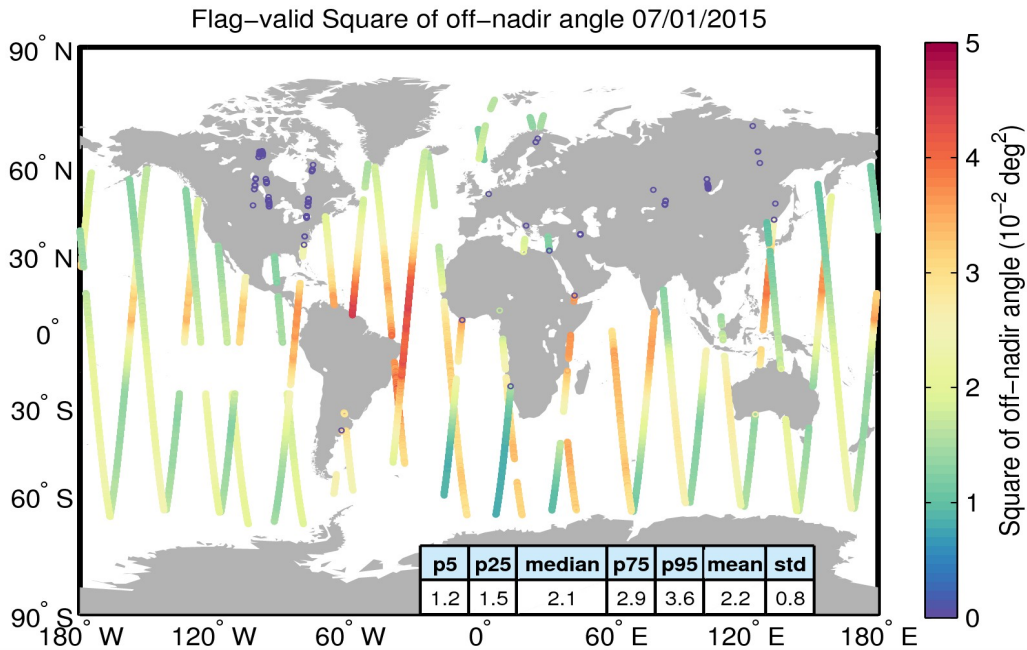 Flag−valid Square of off−nadir angle 07/01/2015
90° N
60° N
30° N
0°
30° S
60° S
90° S
180° W
120° W
60° W
0°
60° E
120° E
180° E
p5 p25 median p75 p95 mean std
1.2 1.5 2.1 2.9 3.6 2.2 0.8
5
4
3
2
1
0
Square of off−nadir angle (10⁻² deg²)